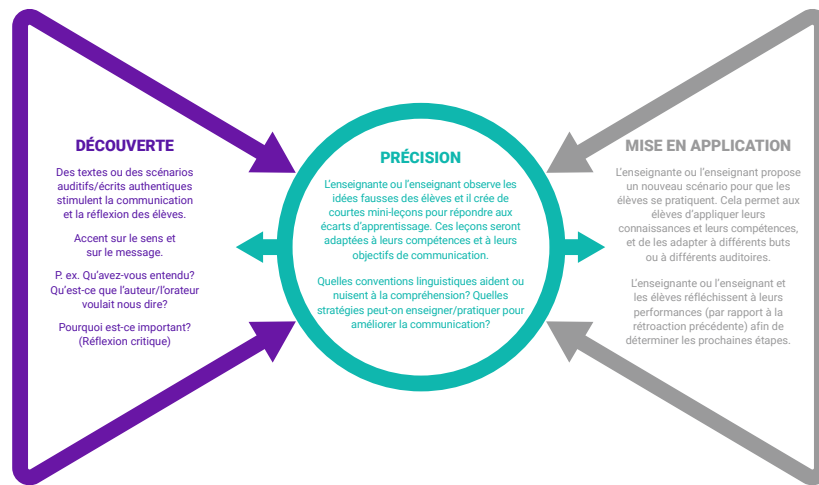 DÉCOUVERTE
Des textes ou des scénarios
auditifs/écrits authentiques
stimulent la communication
et la réflexion des élèves.
Accent sur le sens et
sur le message.
P. ex. Qu'avez-vous entendu?
Qu'est-ce que l'auteur/l'orateur
voulait nous dire?
Pourquoi est-ce important?
(Réflexion critique)
PRÉCISION
L'enseignante ou l'enseignant observe les
idées fausses des élèves et il crée de
courtes mini-leçons pour répondre aux
écarts d'apprentissage. Ces leçons seront
adaptées à leurs compétences et à leurs
objectifs de communication.
Quelles conventions linguistiques aident ou
nuisent à la compréhension? Quelles
stratégies peut-on enseigner/pratiquer pour
améliorer la communication?
MISE EN APPLICATION
L'enseignante ou l'enseignant propose
un nouveau scénario pour que les
élèves se pratiquent. Cela permet aux
élèves d'appliquer leurs
connaissances et leurs compétences,
et de les adapter à différents buts
ou à différents auditoires.
L'enseignante ou l'enseignant et
les élèves réfléchissent à leurs
performances (par rapport à la
rétroaction précédente) afin de
déterminer les prochaines étapes.